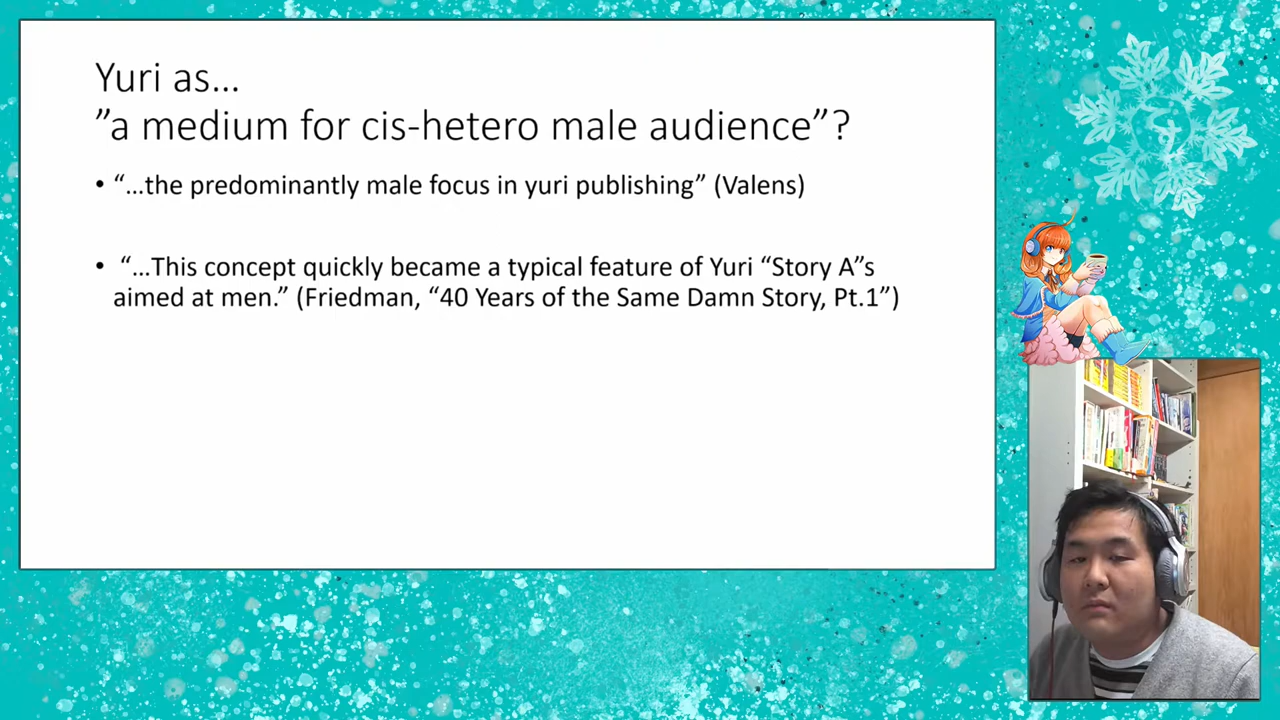 Yuri as…
”a medium for cis-hetero male audience”?
• “…the predominantly male focus in yuri publishing” (Valens)
• “…This concept quickly became a typical feature of Yuri “Story A”s
aimed at men.” (Friedman, “40 Years of the Same Damn Story, Pt.1”)